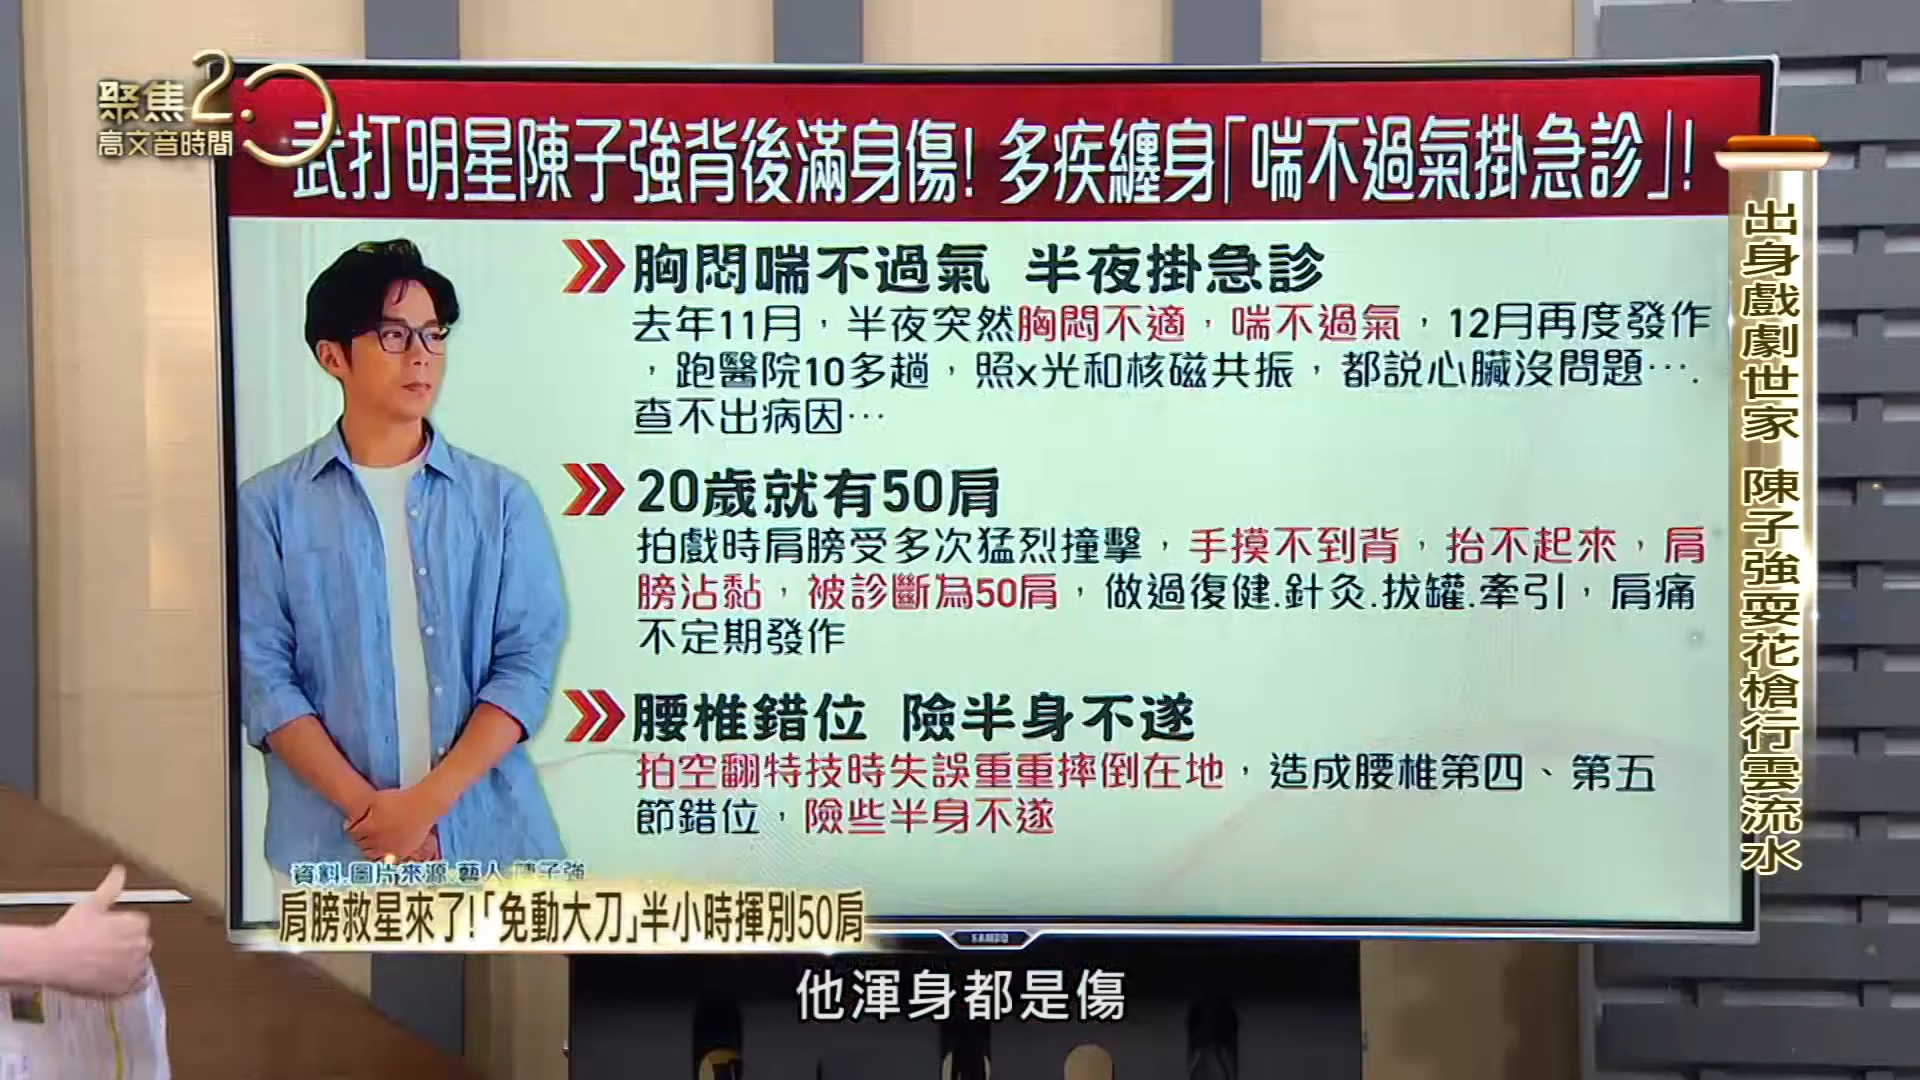 聚焦2.0
高文音時間
武打明星陳子強背後滿身傷! 多疾纏身「喘不過氣掛急診」!
胸悶喘不過氣 半夜掛急診
去年11月，半夜突然胸悶不適，喘不過氣，12月再度發作
，跑醫院10多趟，照x光和核磁共振，都説心臟沒問題….
查不出病因…
20歲就有50肩
拍戲時肩膀受多次猛烈撞擊，手摸不到背，抬不起來，肩
膀沾黏，被診斷為50肩，做過復健.針灸.拔罐.牽引，肩痛
不定期發作
腰椎錯位 險半身不遂
拍空翻特技時失誤重重摔倒在地，造成腰椎第四、第五
節錯位，險些半身不遂
資料.圖片來源:藝人 陳子強
肩膀救星來了!「免動大刀」半小時揮別50肩
SAMPO
他渾身都是傷
出身戲劇世家 陳子強耍花槍行雲流水